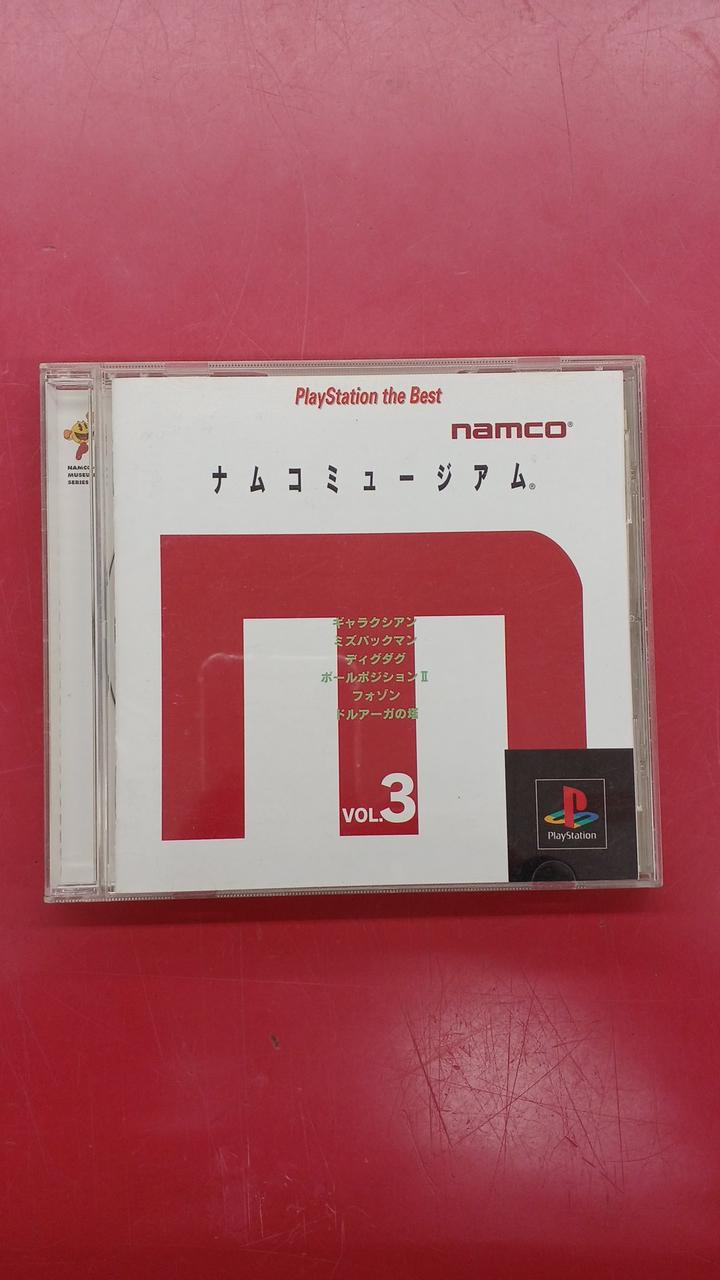 PlayStation the Best
namco®
ナムコミュージアム®
NAMCO
MUSEUM
SERIES
ギャラクシアン
ミズパックマン
ディグダグ
ポールポジションⅡ
フォゾン
ドルアーガの塔
VOL.3
PlayStation